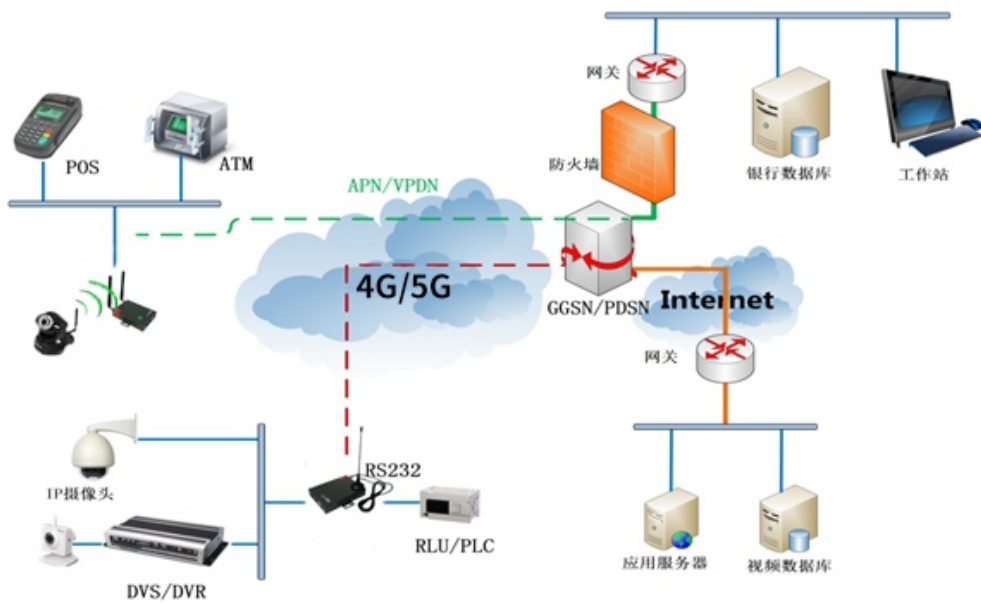 网关
POS
ATM
防火墙
银行数据库
工作站
APN/VPDN
4G/5G
Internet
GGSN/PDSN
网关
RS232
IP摄像头
RLU/PLC
应用服务器
视频数据库
DVS/DVR